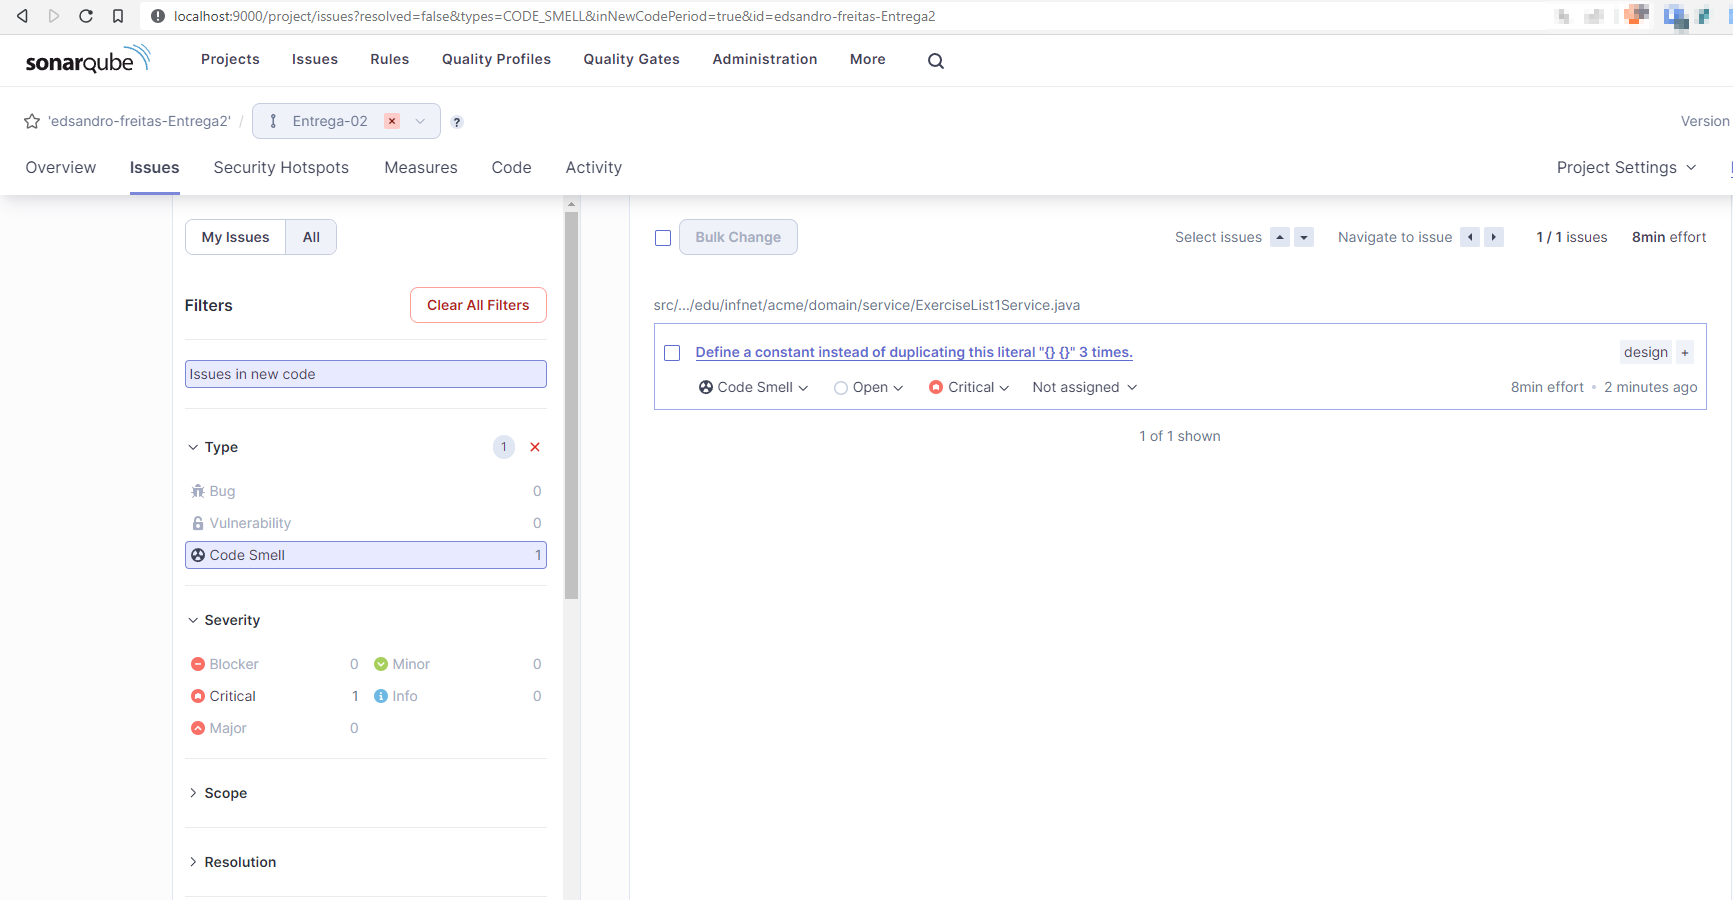 localhost:9000/project/issues?resolved=false&types=CODE_SMELL&inNewCodePeriod=true&id=edsandro-freitas-Entrega2
sonarqube Projects Issues Rules Quality Profiles Quality Gates Administration More
'edsandro-freitas-Entrega2' / Entrega-02 ? Version
Overview Issues Security Hotspots Measures Code Activity Project Settings
My Issues All
Bulk Change Select issues Navigate to issue 1 / 1 issues 8min effort
Filters Clear All Filters
src/.../edu/infnet/acme/domain/service/ExerciseList1Service.java
Issues in new code
Define a constant instead of duplicating this literal "{} {}" 3 times. design +
Code Smell Open Critical Not assigned 8min effort • 2 minutes ago
1 of 1 shown
Type 1
Bug 0
Vulnerability 0
Code Smell 1
Severity
Blocker 0 Minor 0
Critical 1 Info 0
Major 0
Scope
Resolution